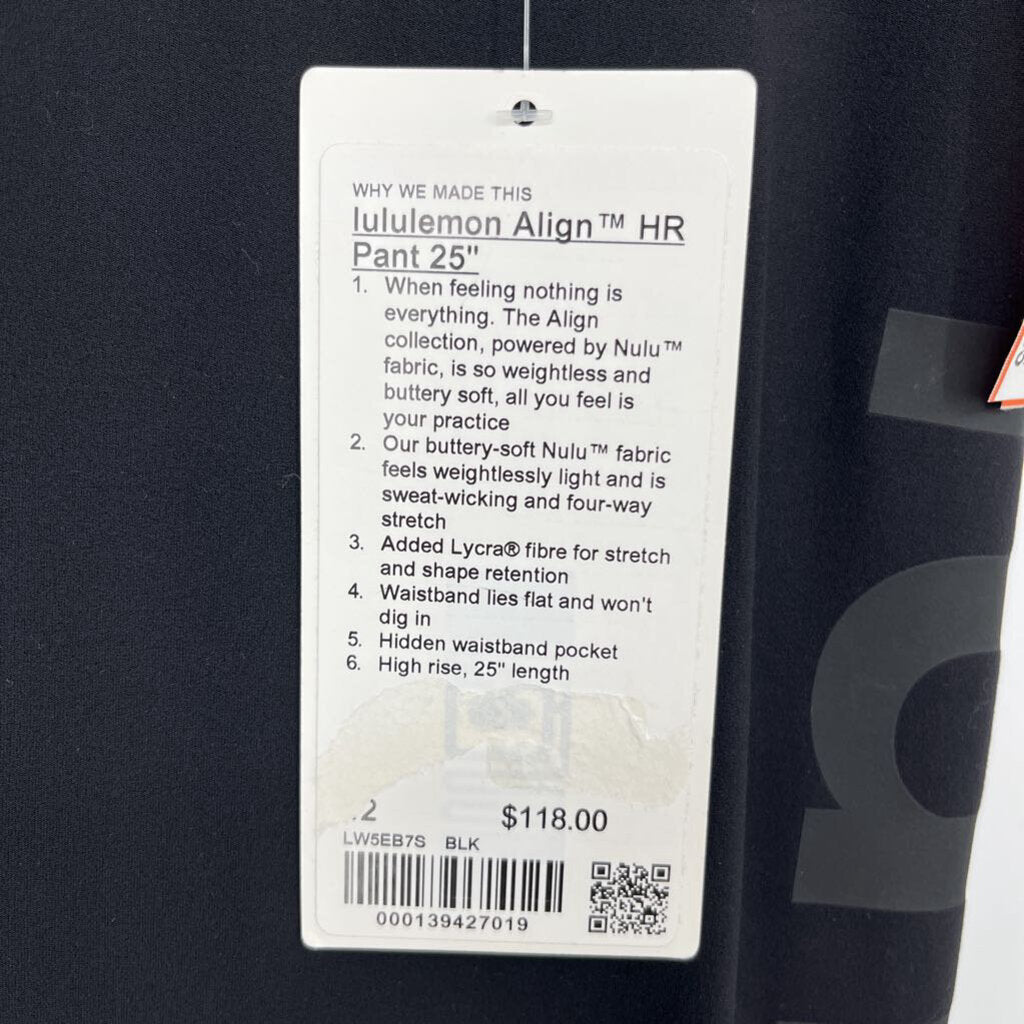 WHY WE MADE THIS
lululemon Align™ HR
Pant 25"
1. When feeling nothing is
everything. The Align
collection, powered by Nulu™
fabric, is so weightless and
buttery soft, all you feel is
your practice
2. Our buttery-soft Nulu™ fabric
feels weightlessly light and is
sweat-wicking and four-way
stretch
3. Added Lycra® fibre for stretch
and shape retention
4. Waistband lies flat and won't
dig in
5. Hidden waistband pocket
6. High rise, 25" length
$118.00
LW5EB7S BLK
000139427019